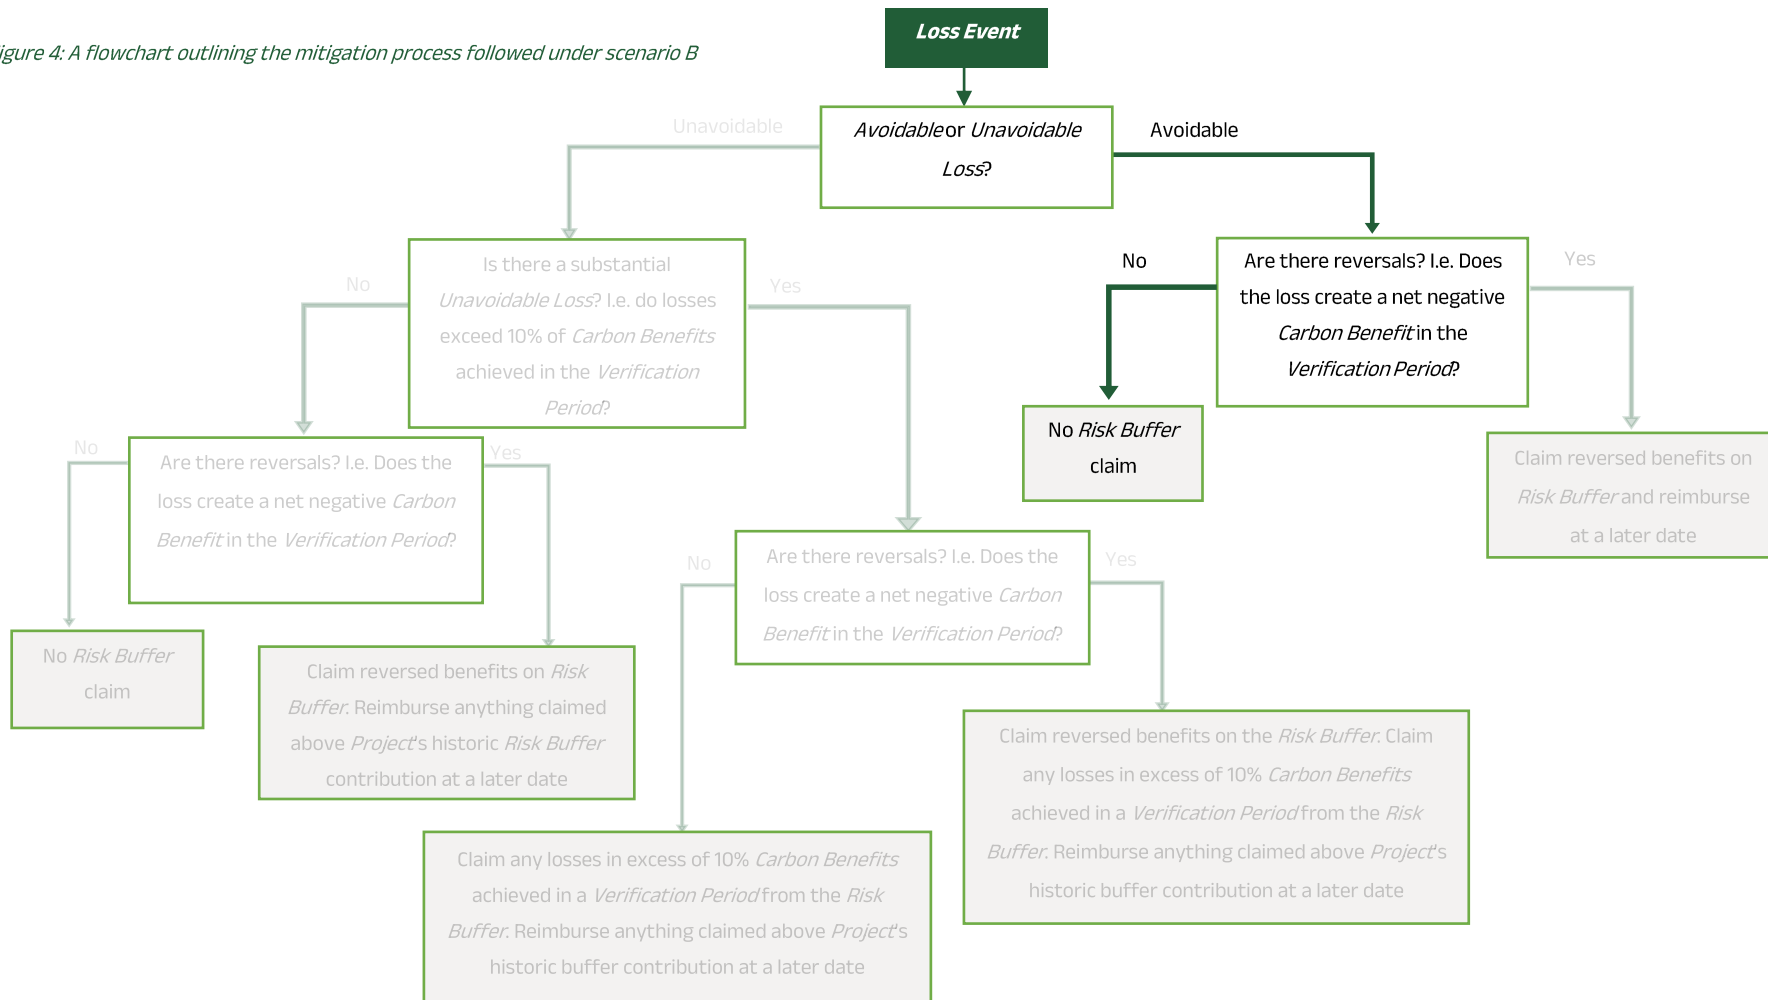 Loss Event
igure 4: A flowchart outlining the mitigation process followed under scenario B
Unavoidable
Avoidable or Unavoidable
Loss?
Avoidable
No
Is there a substantial
Unavoidable Loss? I.e. do losses
exceed 10% of Carbon Benefits
achieved in the Verification
Period?
Yes
No
Are there reversals? I.e. Does
the loss create a net negative
Carbon Benefit in the
Verification Period?
Yes
No
Are there reversals? I.e. Does the
loss create a net negative Carbon
Benefit in the Verification Period?
Yes
No Risk Buffer
claim
Claim reversed benefits on
Risk Buffer and reimburse
at a later date
No
Are there reversals? I.e. Does the
loss create a net negative Carbon
Benefit in the Verification Period?
Yes
No Risk Buffer
claim
Claim reversed benefits on Risk
Buffer. Reimburse anything claimed
above Project's historic Risk Buffer
contribution at a later date
Claim reversed benefits on the Risk Buffer. Claim
any losses in excess of 10% Carbon Benefits
achieved in a Verification Period from the Risk
Buffer. Reimburse anything claimed above Project's
historic buffer contribution at a later date
Claim any losses in excess of 10% Carbon Benefits
achieved in a Verification Period from the Risk
Buffer. Reimburse anything claimed above Project's
historic buffer contribution at a later date